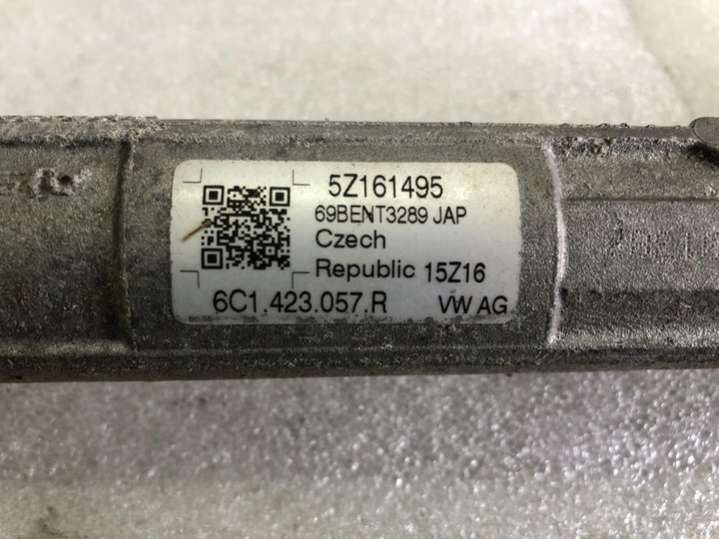 5Z161495
69BENT3289 JAP
Czech
Republic 15Z16
6C1.423.057.R VW AG